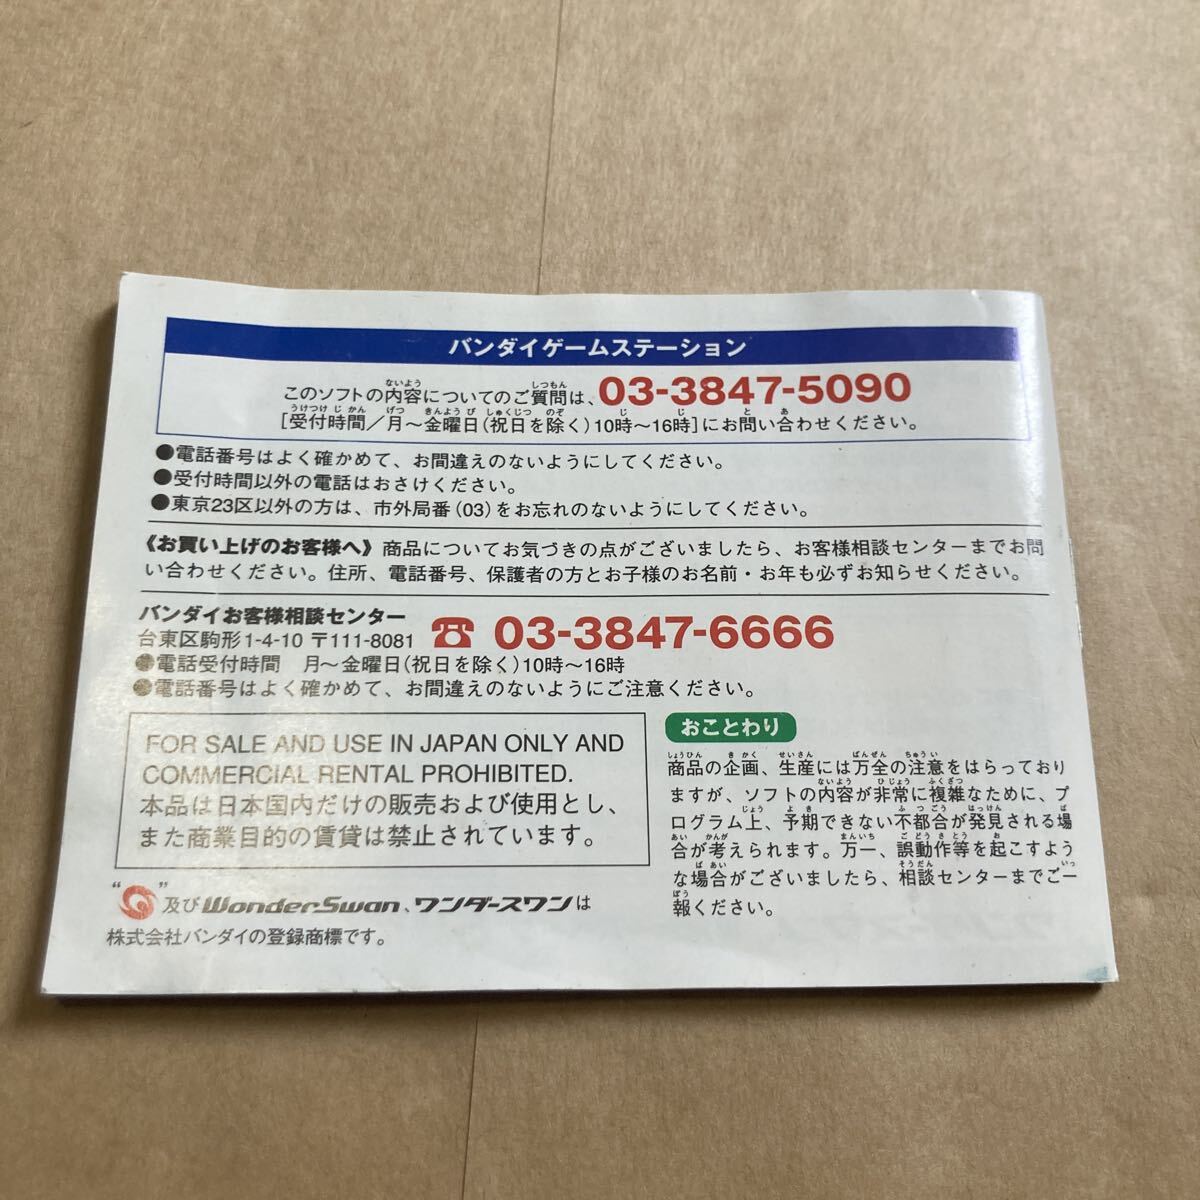 バンダイゲームステーション
このソフトの内容についてのご質問は、03-3847-5090
[受付時間/月〜金曜日(祝日を除く)10時〜16時]にお問い合わせください。
●電話番号はよく確かめて、お間違えのないようにしてください。
●受付時間以外の電話はおさけください。
●東京23区以外の方は、市外局番(03)をお忘れのないようにしてください。
《お買い上げのお客様へ》商品についてお気づきの点がございましたら、お客様相談センターまでお問
い合わせください。住所、電話番号、保護者の方とお子様のお名前・お年も必ずお知らせください。
バンダイお客様相談センター
台東区駒形1-4-10 〒111-8081 ☎ 03-3847-6666
●電話受付時間 月〜金曜日(祝日を除く)10時〜16時
●電話番号はよく確かめて、お間違えのないようにご注意ください。
FOR SALE AND USE IN JAPAN ONLY AND
COMMERCIAL RENTAL PROHIBITED.
本品は日本国内だけの販売および使用とし、
また商業目的の賃貸は禁止されています。
“ ”及びWonderSwan、ワンダースワンは
株式会社バンダイの登録商標です。
おことわり
商品の企画、生産には万全の注意をはらっており
ますが、ソフトの内容が非常に複雑なために、プ
ログラム上、予期できない不都合が発見される場
合が考えられます。万一、誤動作等を起こすよう
な場合がございましたら、相談センターまでご一
報ください。